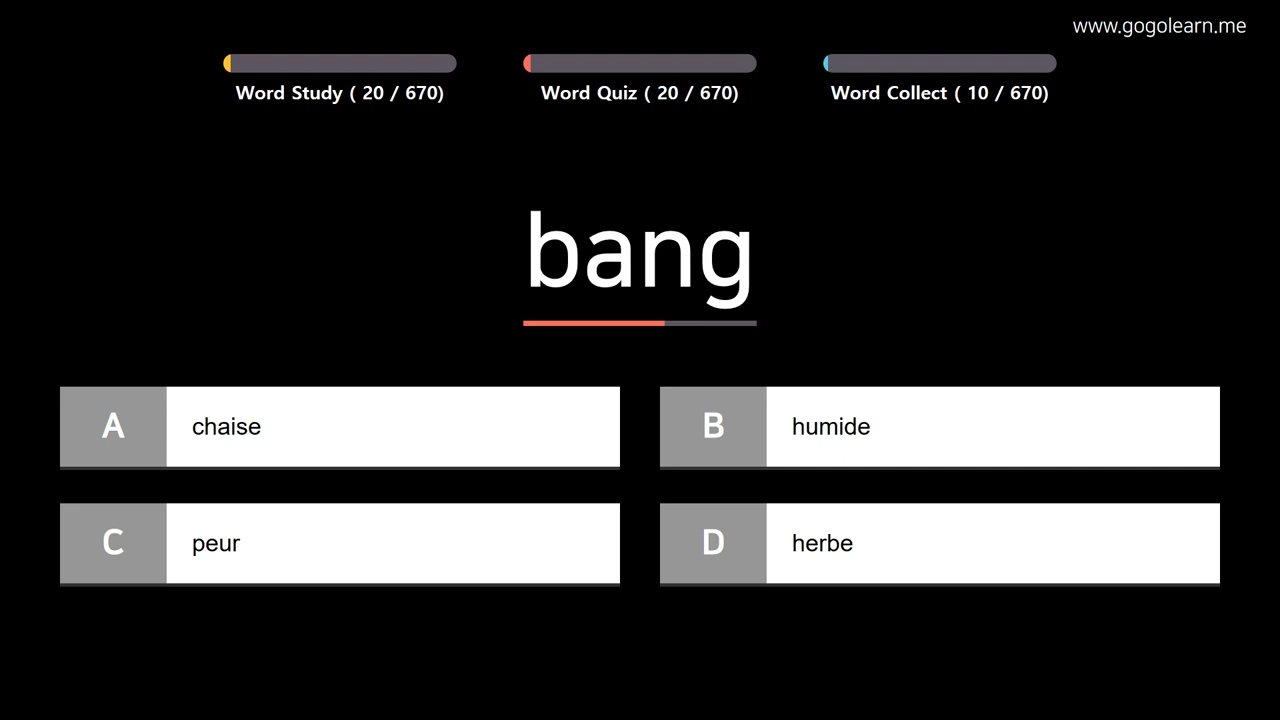 www.gogolearn.me
Word Study ( 20 / 670)
Word Quiz ( 20 / 670)
Word Collect ( 10 / 670)
bang
A chaise
B humide
C peur
D herbe